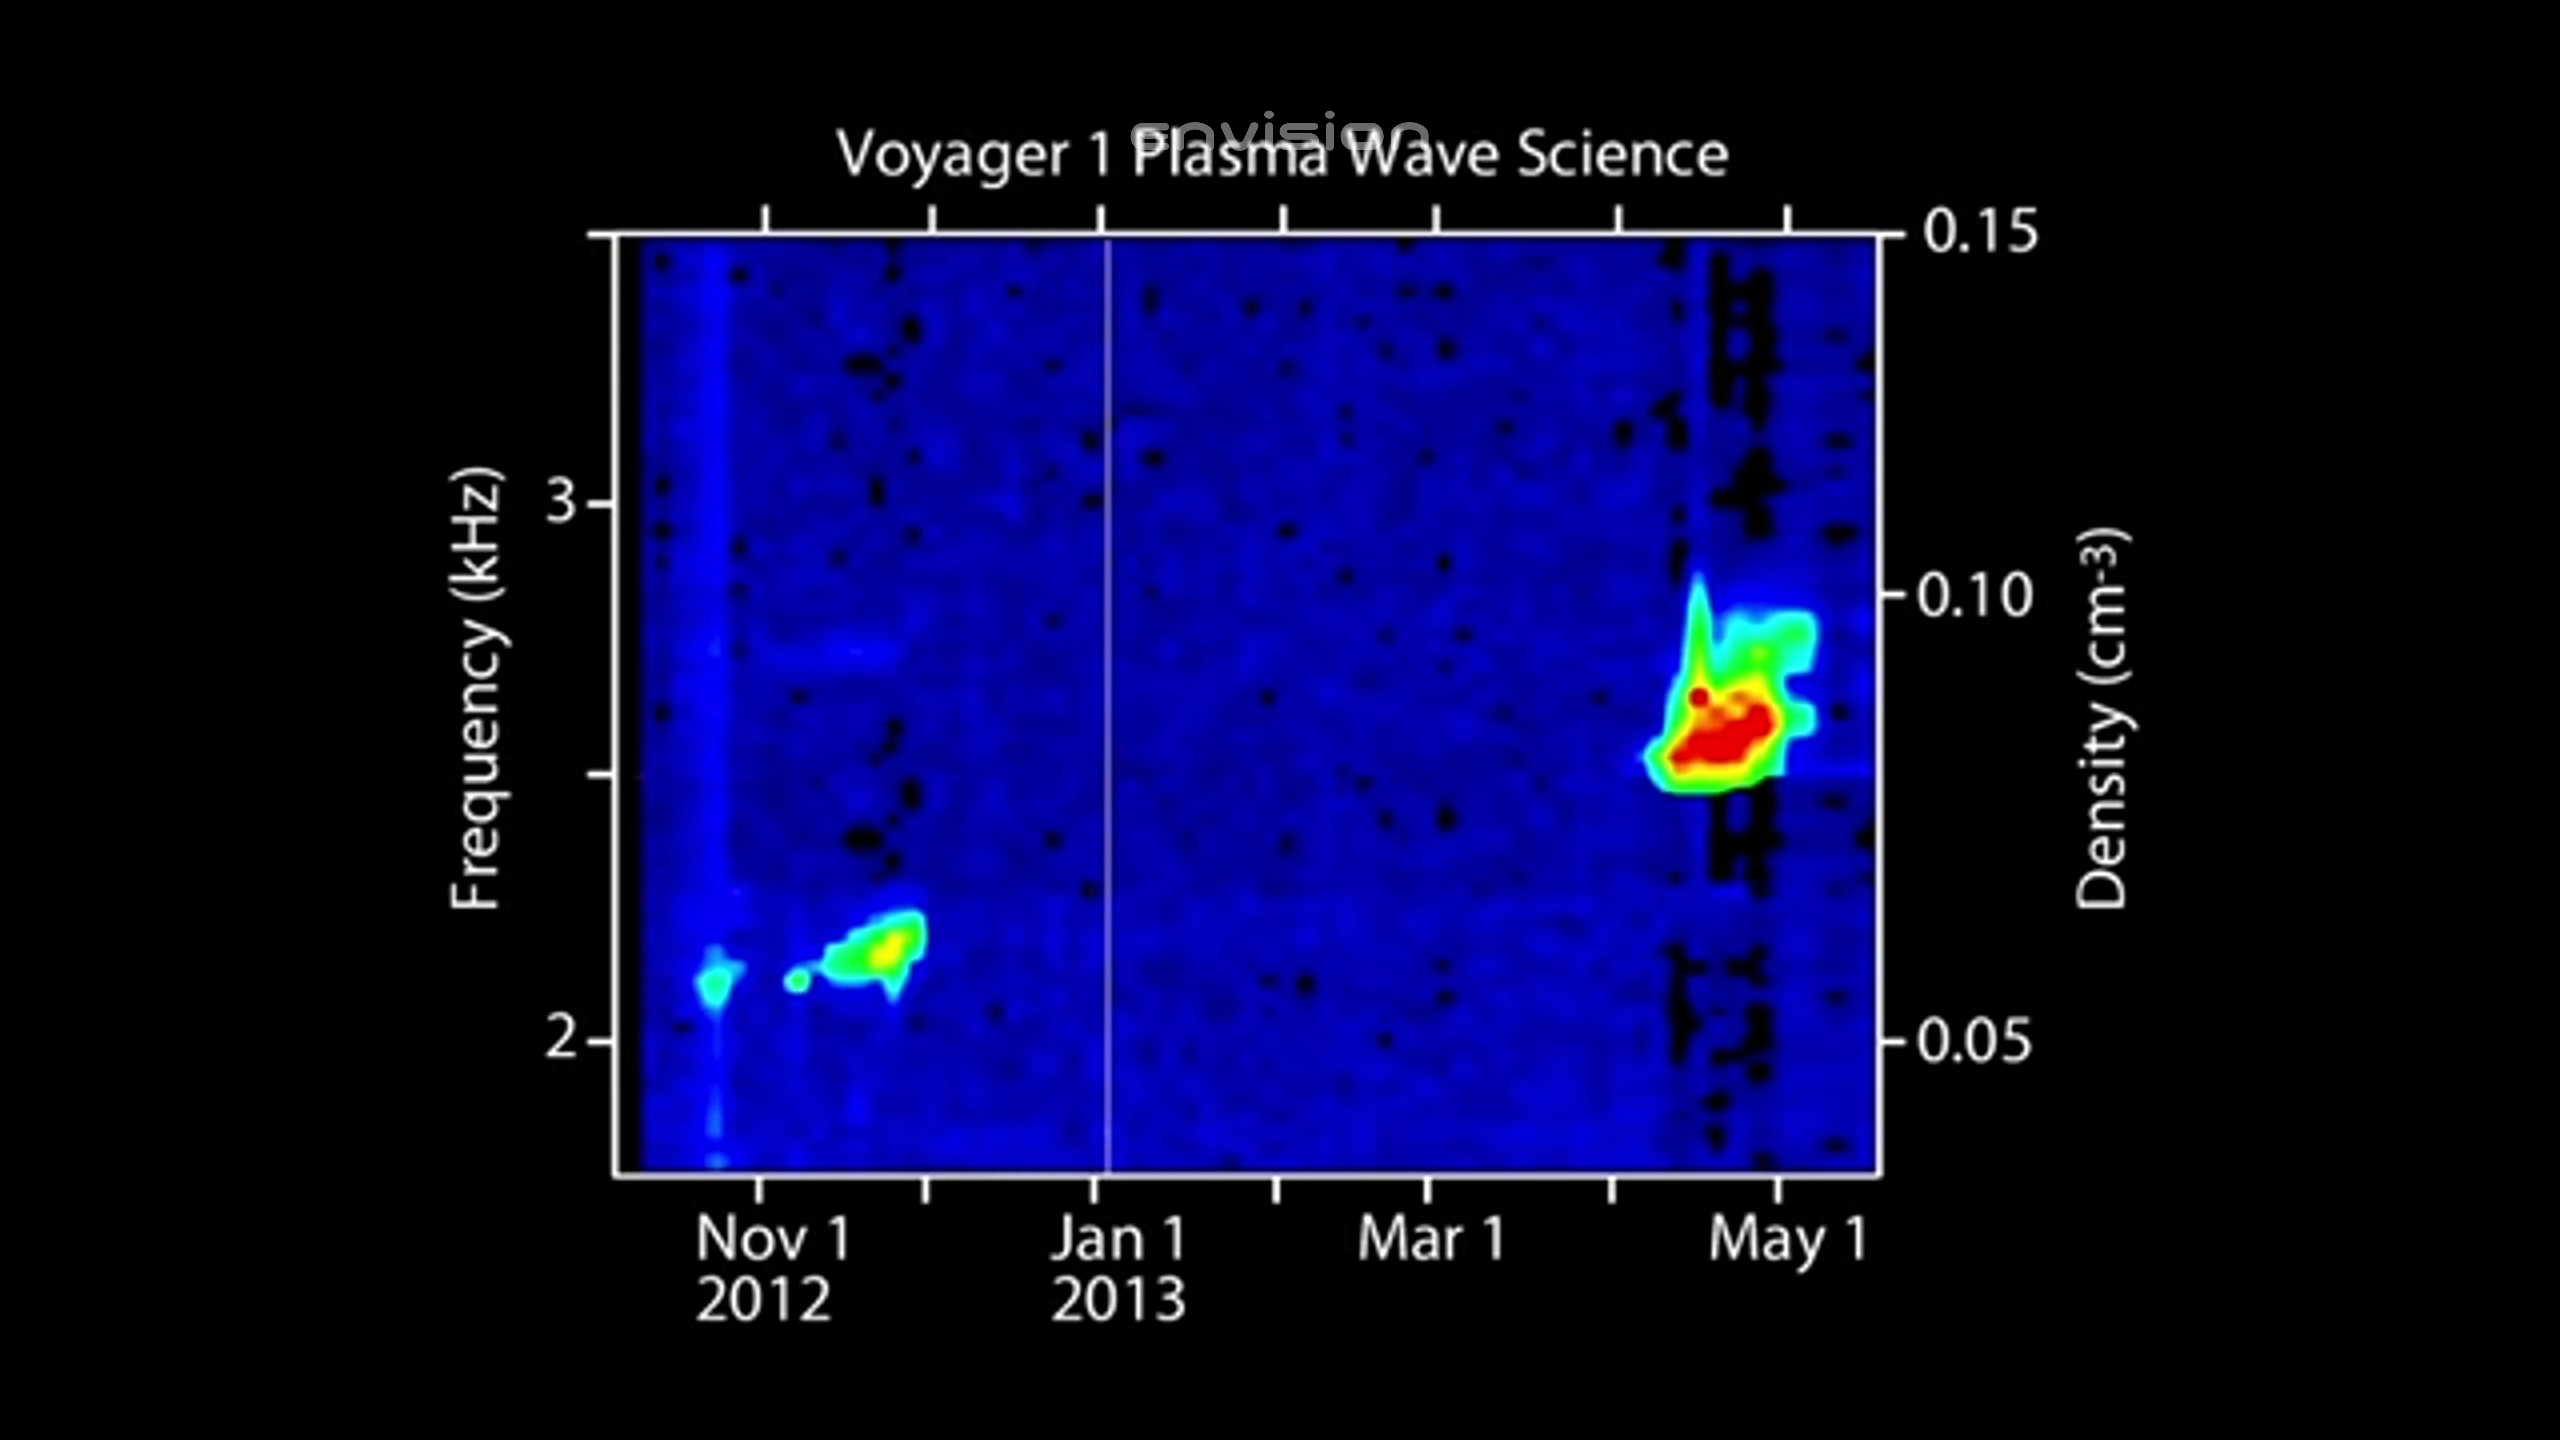 envision
Voyager 1 Plasma Wave Science
0.15
3
0.10
2
0.05
Frequency (kHz)
Density (cm-3)
Nov 1
2012
Jan 1
2013
Mar 1
May 1